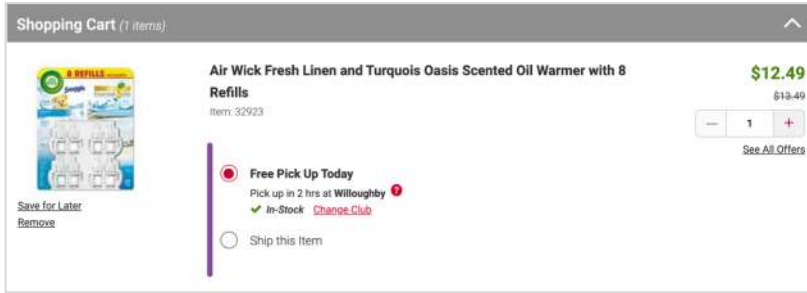 Shopping Cart (1 items)
8 REFILLS
Snuggle
Air Wick Fresh Linen and Turquois Oasis Scented Oil Warmer with 8
Refills
Item: 32923
$12.49
$13.49
— 1 +
See All Offers
Free Pick Up Today
Pick up in 2 hrs at Willoughby ?
In-Stock Change Club
Ship this Item
Save for Later
Remove